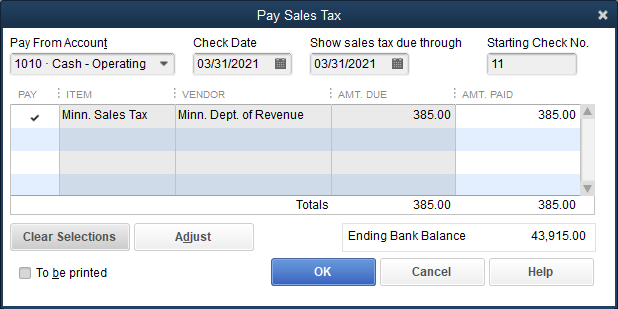 Pay Sales Tax
Pay From Account Check Date Show sales tax due through Starting Check No.
1010 · Cash - Operating 03/31/2021 03/31/2021 11
PAY ITEM VENDOR AMT. DUE AMT. PAID
Minn. Sales Tax Minn. Dept. of Revenue 385.00 385.00
Totals 385.00 385.00
Clear Selections Adjust Ending Bank Balance 43,915.00
To be printed OK Cancel Help